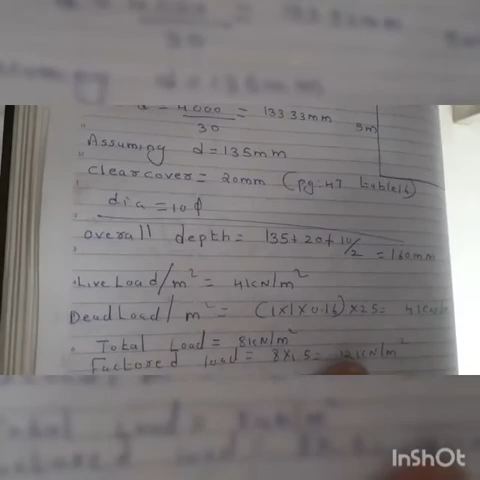 d = 4000/30 = 133.33mm
5m
Assuming d = 135mm
clear cover = 20mm (pg:47 table16)
dia = 10 ϕ
overall depth = 135+20+10/2 = 160mm
Live Load/m² = 4kN/m²
Dead Load/m² = (1x1x0.16)x25 = 4kN/
Total Load = 8kN/m²
Factored load = 8x1.5 = 12kN/m²
InShOt